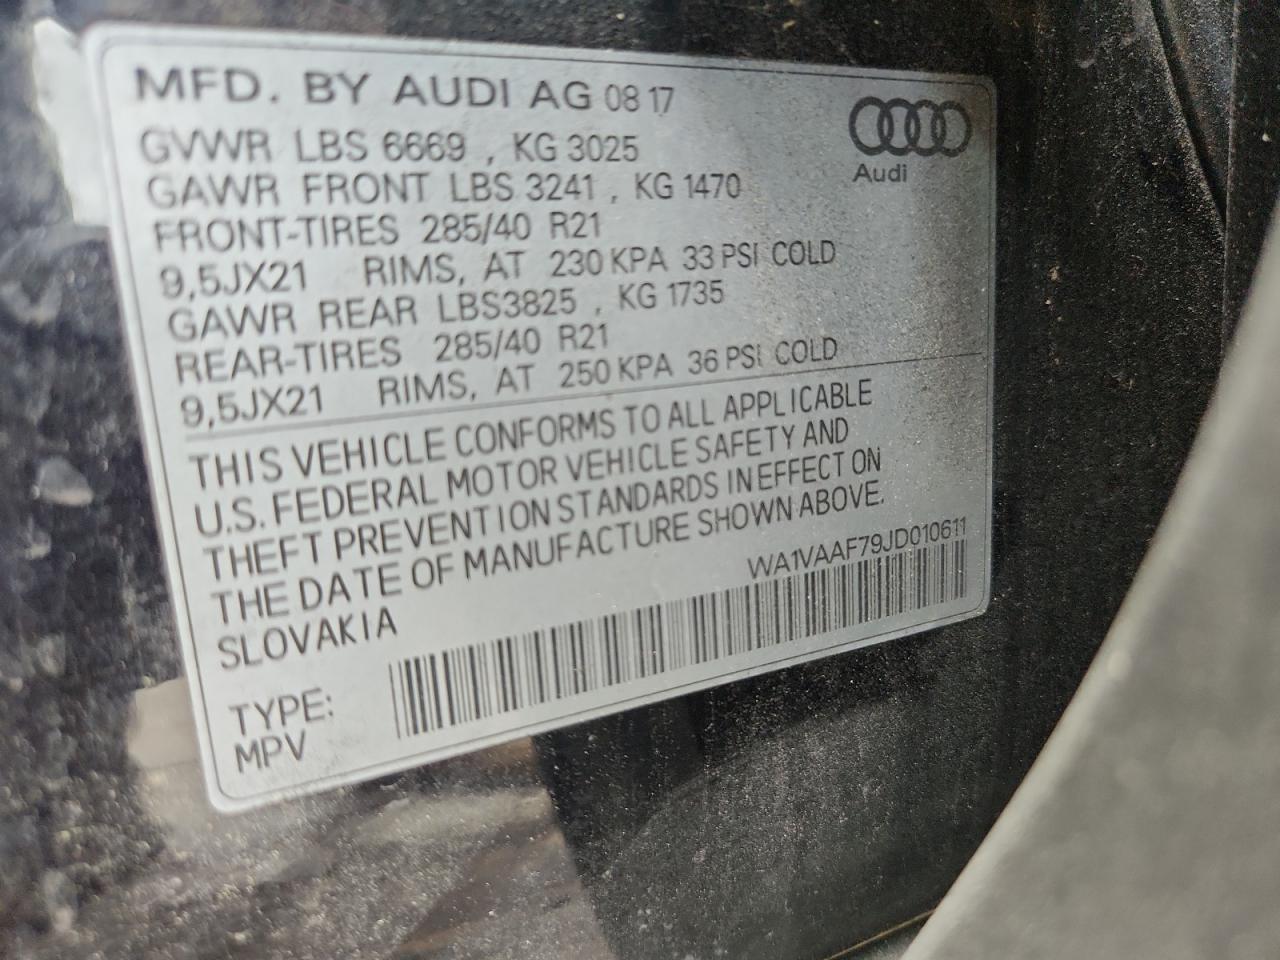 MFD. BY AUDI AG 08 17
GVWR LBS 6669 , KG 3025
GAWR FRONT LBS 3241 , KG 1470
FRONT-TIRES 285/40 R21
9,5JX21 RIMS, AT 230 KPA 33 PSI COLD
GAWR REAR LBS3825 , KG 1735
REAR-TIRES 285/40 R21
9,5JX21 RIMS, AT 250 KPA 36 PSI COLD
Audi
THIS VEHICLE CONFORMS TO ALL APPLICABLE
U.S. FEDERAL MOTOR VEHICLE SAFETY AND
THEFT PREVENTION STANDARDS IN EFFECT ON
THE DATE OF MANUFACTURE SHOWN ABOVE.
SLOVAKIA
WA1VAAF79JD010611
TYPE:
MPV